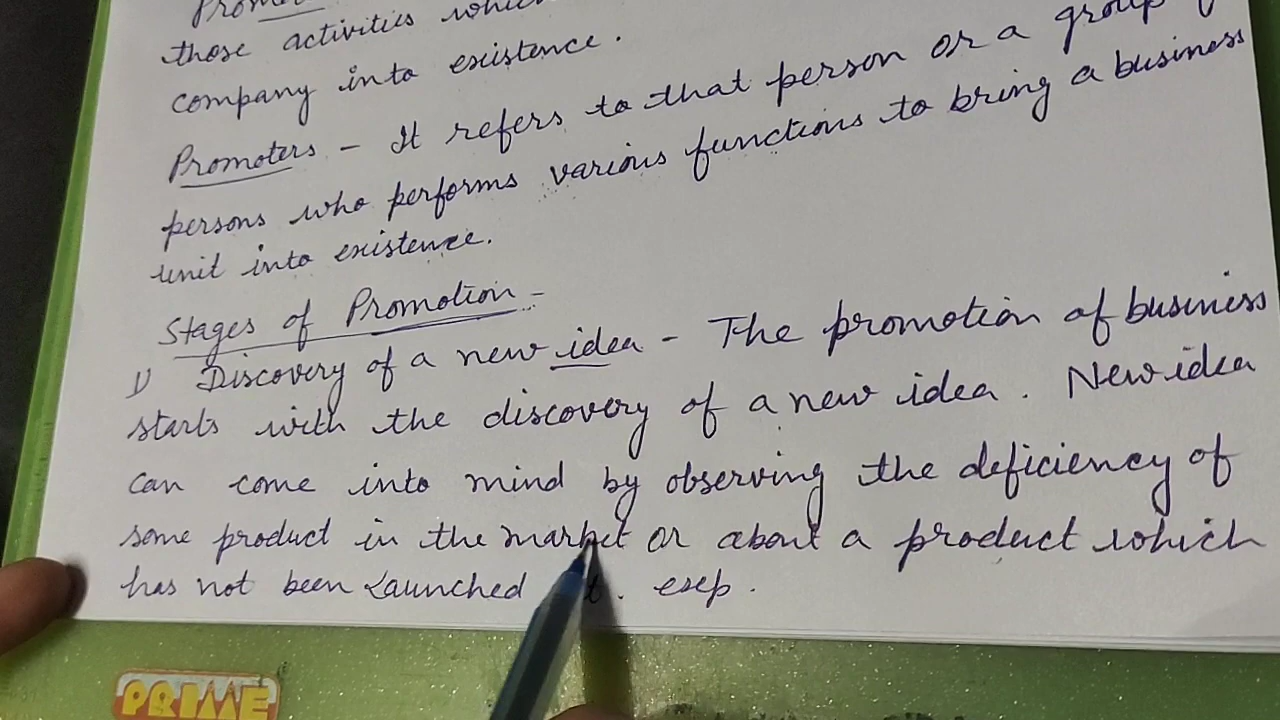 those activities which
company into existence.
Promoters - It refers to that person or a group of
persons who performs various functions to bring a business
unit into existence.
Stages of Promotion -
1) Discovery of a new idea - The promotion of business
starts with the discovery of a new idea. New idea
can come into mind by observing the deficiency of
some product in the market or about a product which
has not been Launched
PRIME